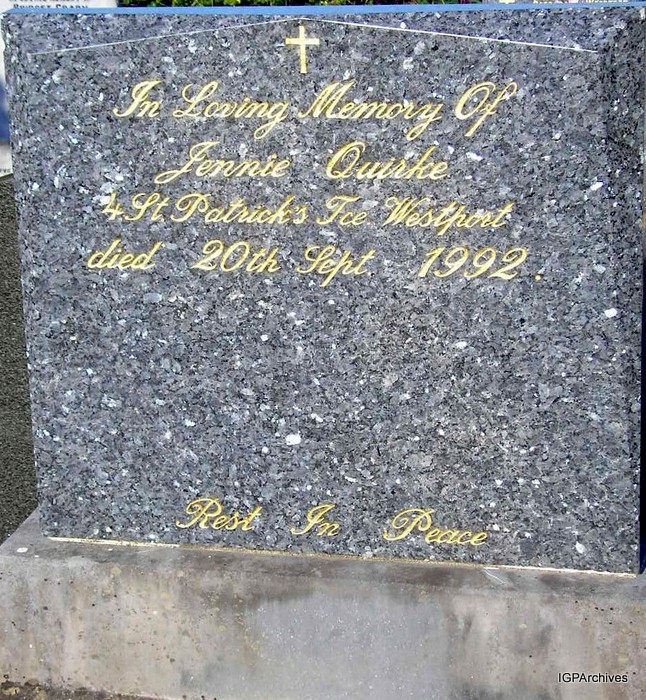 In Loving Memory Of
Jennie Quirke
4 St Patrick's Tce Westport
died 20th Sept. 1992.
Rest In Peace
IGPArchives